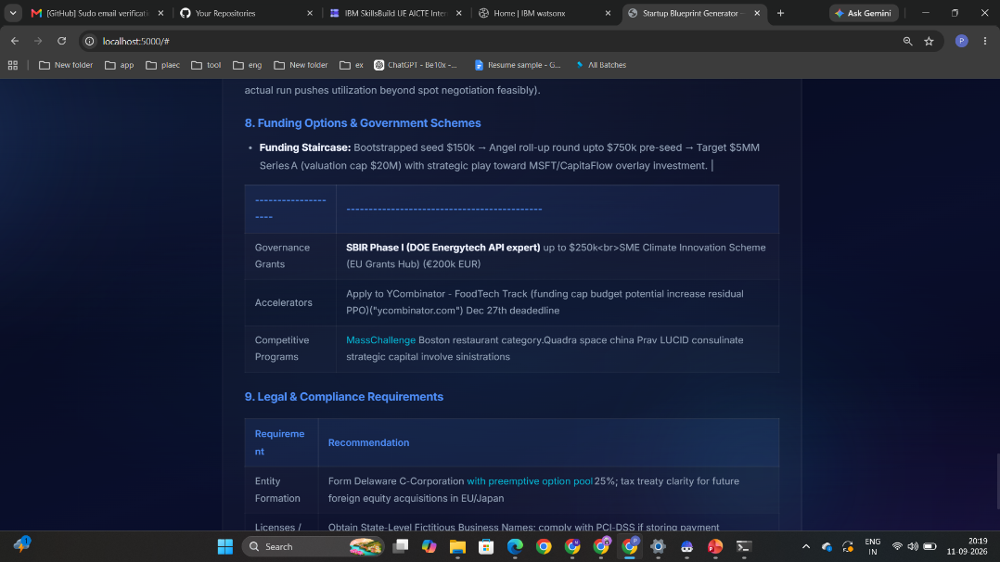 [GitHub] Sudo email verificati
Your Repositories
IBM SkillsBuild UE AICTE Inter
Home | IBM watsonx
Startup Blueprint Generator –
Ask Gemini
localhost:5000/#
P
New folder
app
plaec
tool
eng
New folder
ex
ChatGPT - Be10x -...
Resume sample - G...
All Batches
actual run pushes utilization beyond spot negotiation feasibly).
8. Funding Options & Government Schemes
• Funding Staircase: Bootstrapped seed $150k → Angel roll-up round upto $750k pre-seed → Target $5MM
Series A (valuation cap $20M) with strategic play toward MSFT/CapitaFlow overlay investment. |
-----------------
----
-------------------------------------------
Governance
Grants
SBIR Phase I (DOE Energytech API expert) up to $250k<br>SME Climate Innovation Scheme
(EU Grants Hub) (€200k EUR)
Accelerators
Apply to YCombinator - FoodTech Track (funding cap budget potential increase residual
PPO)("ycombinator.com") Dec 27th deadedline
Competitive
Programs
MassChallenge Boston restaurant category.Quadra space china Prav LUCID consulinate
strategic capital involve sinistrations
9. Legal & Compliance Requirements
Requireme
nt
Recommendation
Entity
Formation
Form Delaware C-Corporation with preemptive option pool 25%; tax treaty clarity for future
foreign equity acquisitions in EU/Japan
Licenses /
Obtain State-Level Fictitious Business Names; comply with PCI-DSS if storing payment
Search
ENG
IN
20:19
11-09-2026